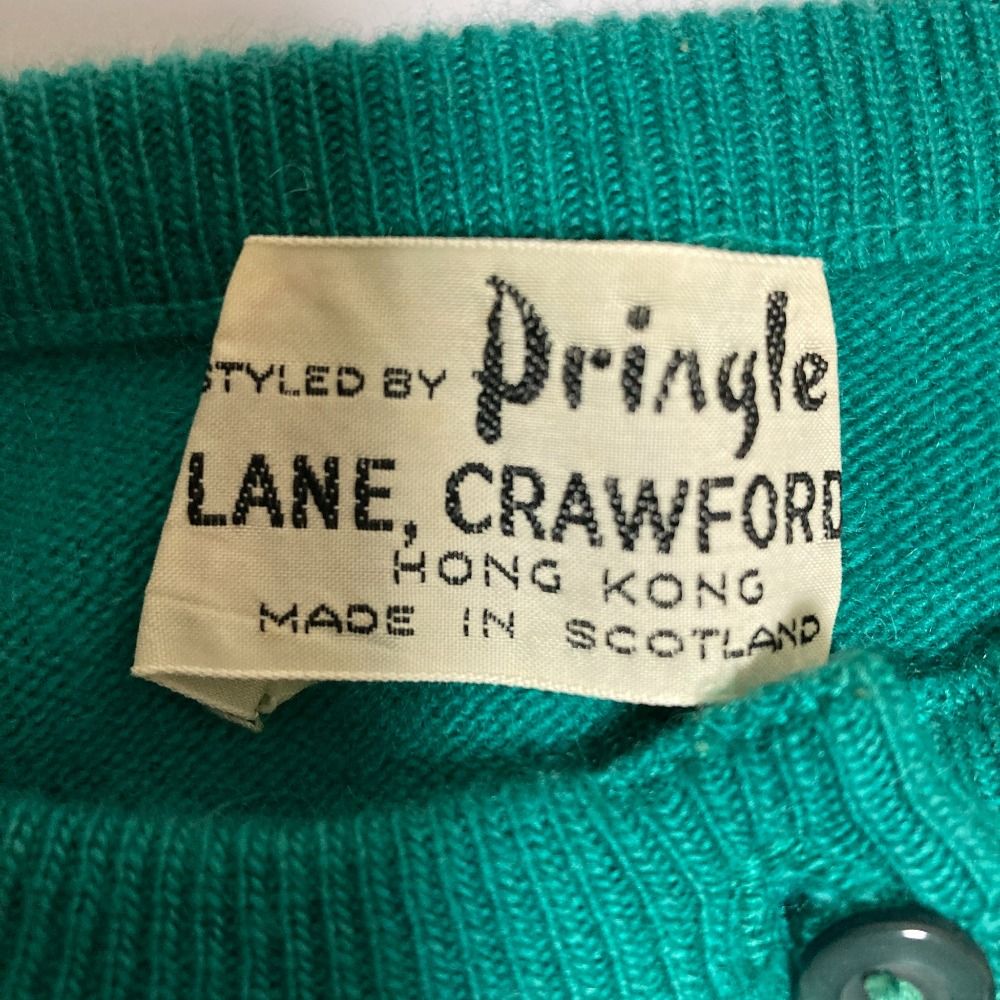 STYLED BY Pringle
LANE, CRAWFORD
HONG KONG
MADE IN SCOTLAND